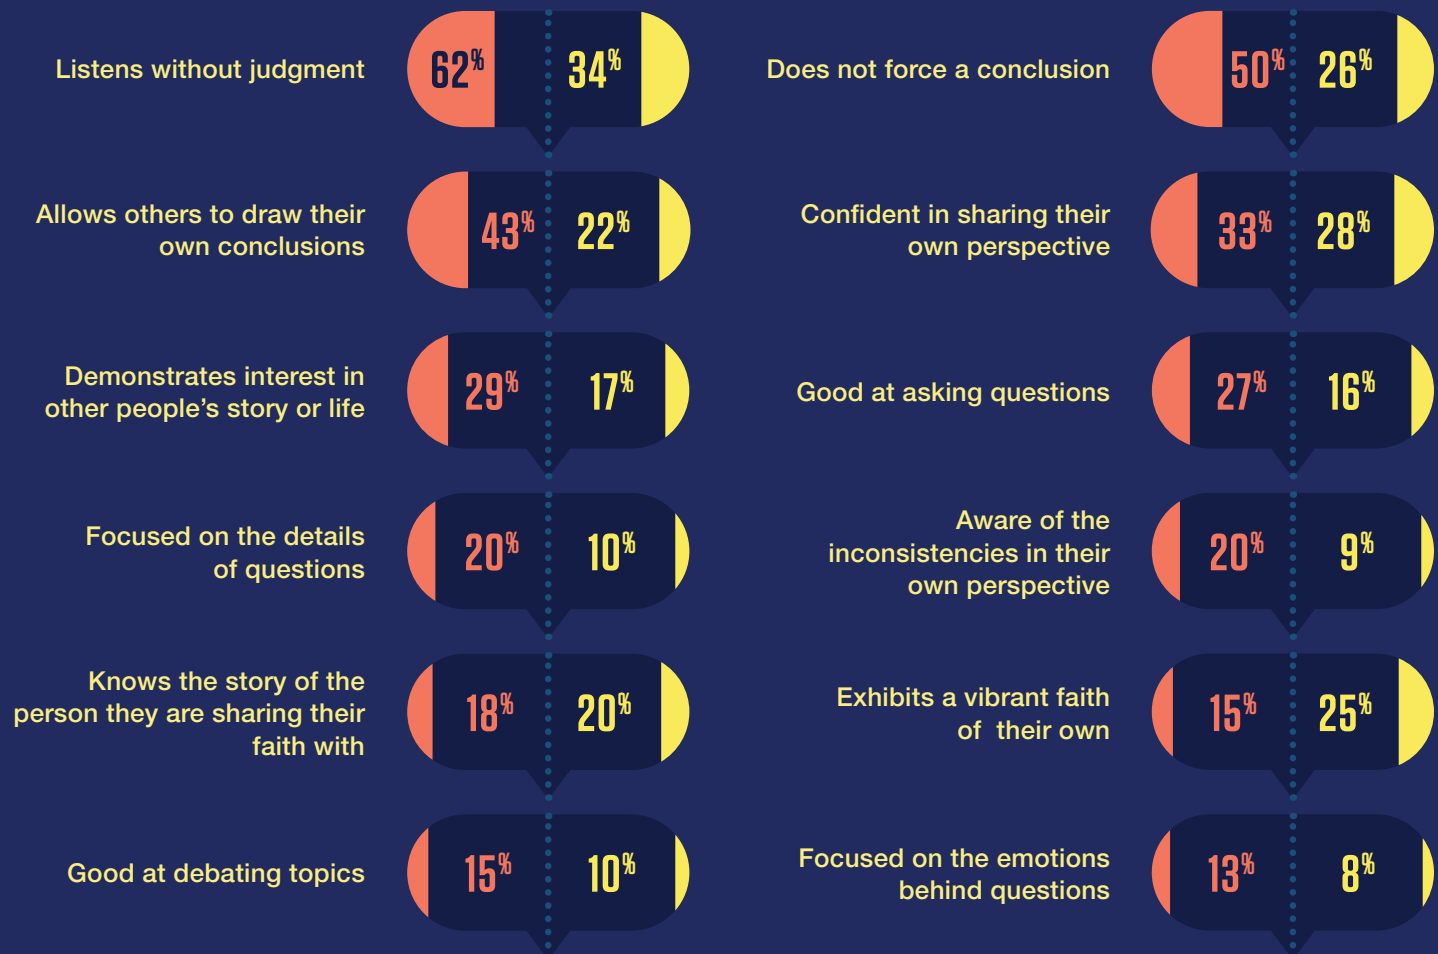 Listens without judgment
62%
34%
Does not force a conclusion
50%
26%
Allows others to draw their
own conclusions
43%
22%
Confident in sharing their
own perspective
33%
28%
Demonstrates interest in
other people’s story or life
29%
17%
Good at asking questions
27%
16%
Focused on the details
of questions
20%
10%
Aware of the
inconsistencies in their
own perspective
20%
9%
Knows the story of the
person they are sharing their
faith with
18%
20%
Exhibits a vibrant faith
of their own
15%
25%
Good at debating topics
15%
10%
Focused on the emotions
behind questions
13%
8%